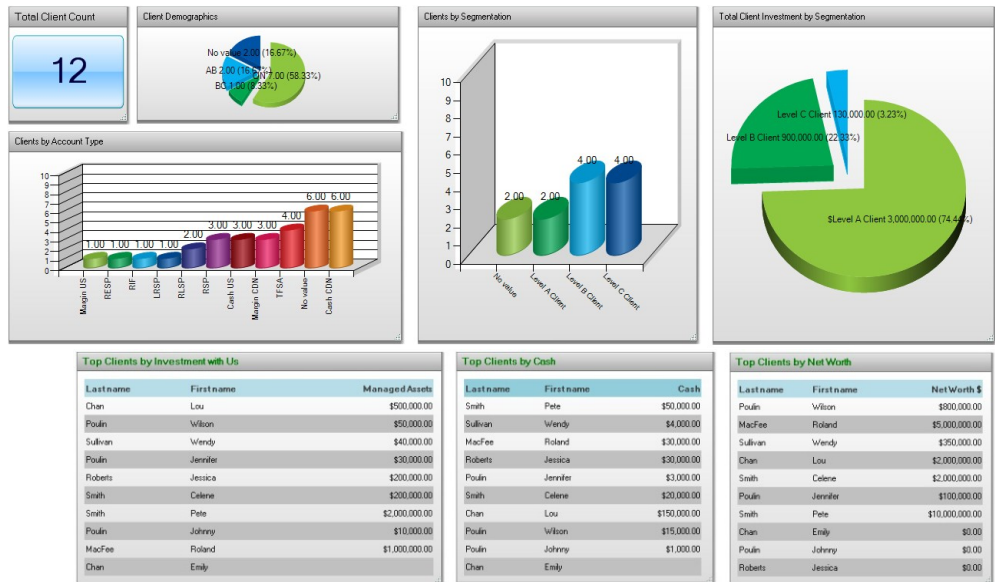 Total Client Count
12
Client Demographics
No value 2.00 (16.67%)
AB 2.00 (16.67%)
ON 7.00 (58.33%)
BC 1.00 (8.33%)
Clients by Account Type
10
9
8
7
6
5
4
3
2
1
0
1.00 1.00 1.00 1.00 2.00 3.00 3.00 3.00 4.00 6.00 6.00
Margin US
RESP
RIF
LRSP
RLSP
RSP
Cash US
Margin CDN
TFSA
No value
Cash CDN
Clients by Segmentation
10
9
8
7
6
5
4
3
2
1
0
2.00 2.00 4.00 4.00
No value
Level A Client
Level B Client
Level C Client
Total Client Investment by Segmentation
Level C Client 130,000.00 (3.23%)
Level B Client 900,000.00 (22.33%)
$Level A Client 3,000,000.00 (74.44%)
Top Clients by Investment with Us
Lastname Firstname Managed Assets
Chan Lou $500,000.00
Poulin Wilson $50,000.00
Sullivan Wendy $40,000.00
Poulin Jennifer $30,000.00
Roberts Jessica $200,000.00
Smith Celene $200,000.00
Smith Pete $2,000,000.00
Poulin Johnny $10,000.00
MacFee Roland $1,000,000.00
Chan Emily
Top Clients by Cash
Lastname Firstname Cash
Smith Pete $50,000.00
Sullivan Wendy $4,000.00
MacFee Roland $30,000.00
Roberts Jessica $30,000.00
Poulin Jennifer $3,000.00
Smith Celene $20,000.00
Chan Lou $150,000.00
Poulin Wilson $15,000.00
Poulin Johnny $1,000.00
Chan Emily
Top Clients by Net Worth
Lastname Firstname Net Worth $
Poulin Wilson $800,000.00
MacFee Roland $5,000,000.00
Sullivan Wendy $350,000.00
Chan Lou $2,000,000.00
Smith Celene $2,000,000.00
Poulin Jennifer $100,000.00
Smith Pete $10,000,000.00
Chan Emily $0.00
Poulin Johnny $0.00
Roberts Jessica $0.00